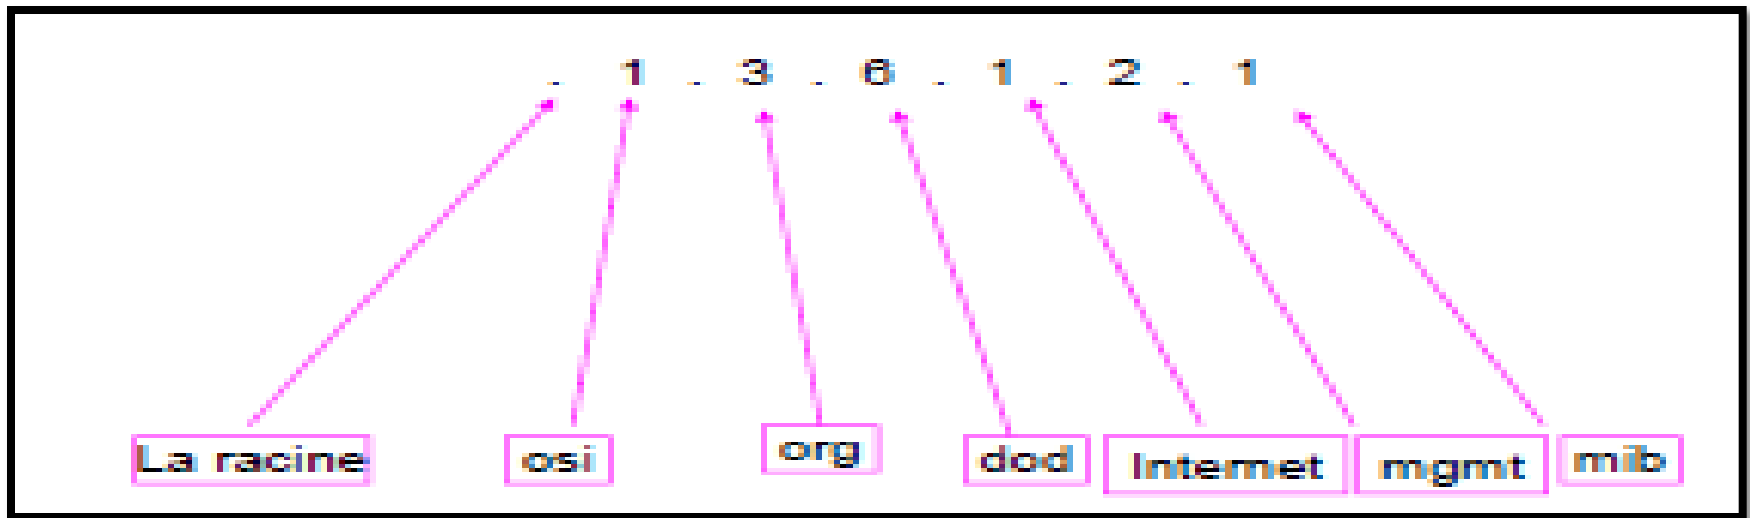 . 1 . 3 . 6 . 1 . 2 . 1
La racine osi org dod Internet mgmt mib